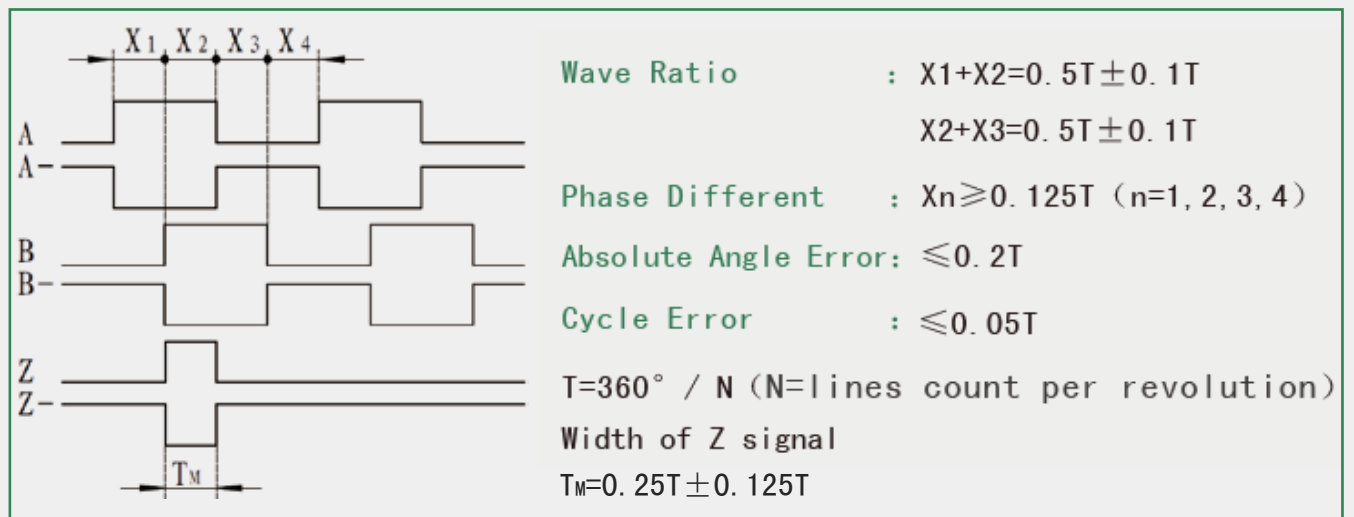 X1 X2 X3 X4
A
A-
B
B-
Z
Z-
TM
Wave Ratio : X1+X2=0.5T±0.1T
X2+X3=0.5T±0.1T
Phase Different : Xn≥0.125T (n=1,2,3,4)
Absolute Angle Error: ≤0.2T
Cycle Error : ≤0.05T
T=360° / N (N=lines count per revolution)
Width of Z signal
TM=0.25T±0.125T